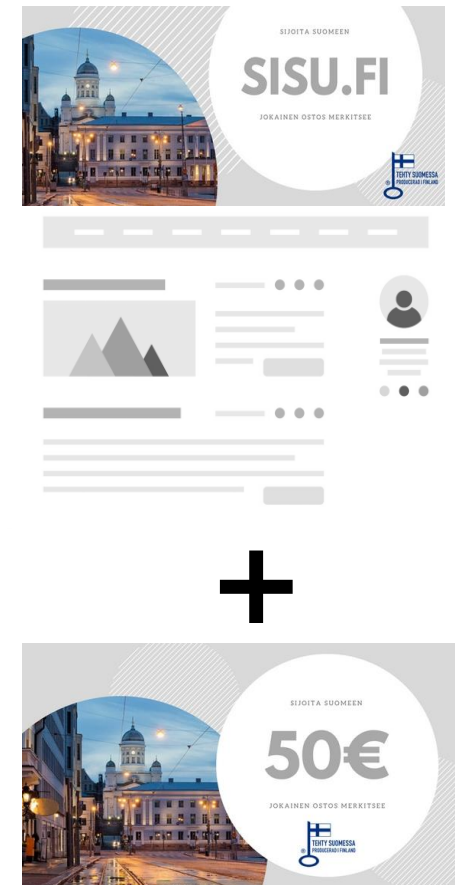 SIJOITA SUOMEEN
SISU.FI
JOKAINEN OSTOS MERKITSEE
TEHTY SUOMESSA
® PRODUCERAD I FINLAND
SIJOITA SUOMEEN
50€
JOKAINEN OSTOS MERKITSEE
TEHTY SUOMESSA
® PRODUCERAD I FINLAND